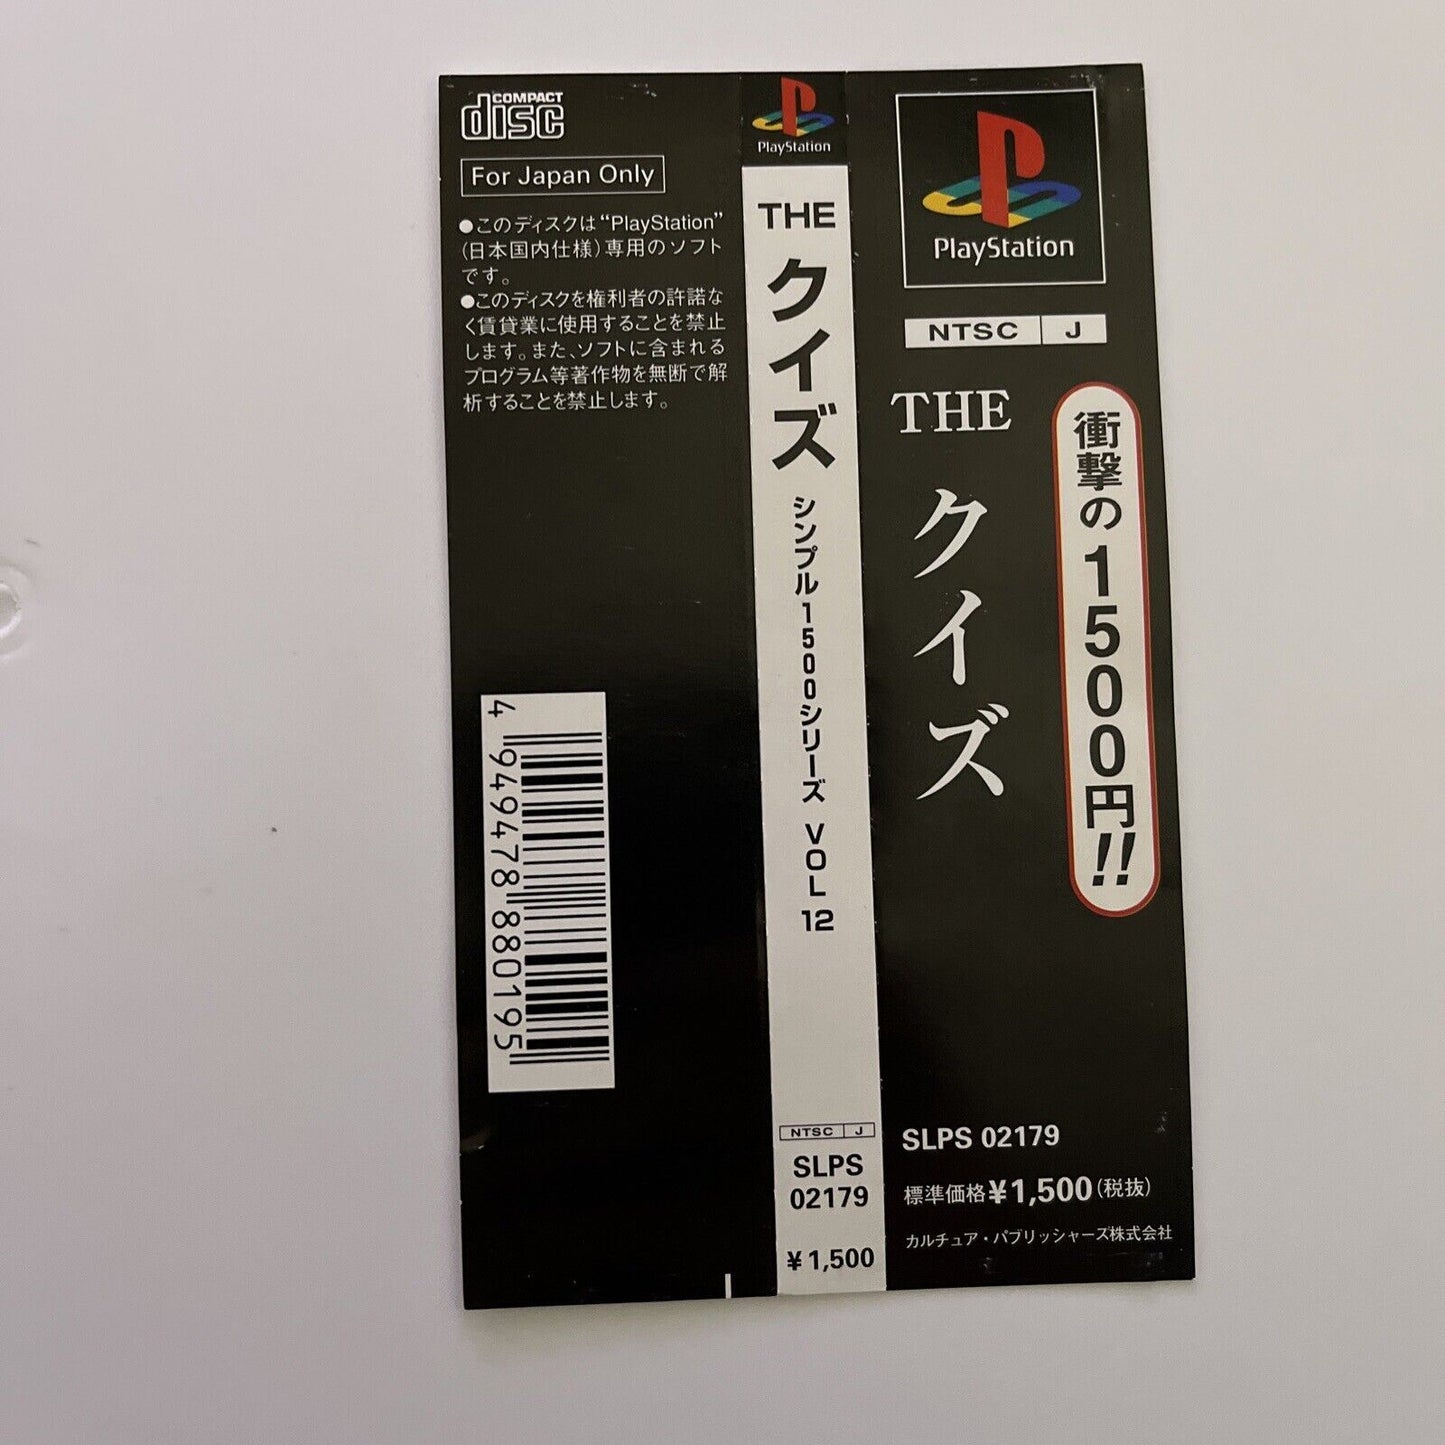 COMPACT
disc
For Japan Only
●このディスクは“PlayStation”
(日本国内仕様)専用のソフト
です。
●このディスクを権利者の許諾な
く賃貸業に使用することを禁止
します。また、ソフトに含まれる
プログラム等著作物を無断で解
析することを禁止します。
4 949478 880195
PlayStation
THE クイズ シンプル1500シリーズ VOL 12
NTSC J
SLPS
02179
¥1,500
PlayStation
NTSC J
THE クイズ
衝撃の1500円!!
SLPS 02179
標準価格¥1,500(税抜)
カルチュア・パブリッシャーズ株式会社